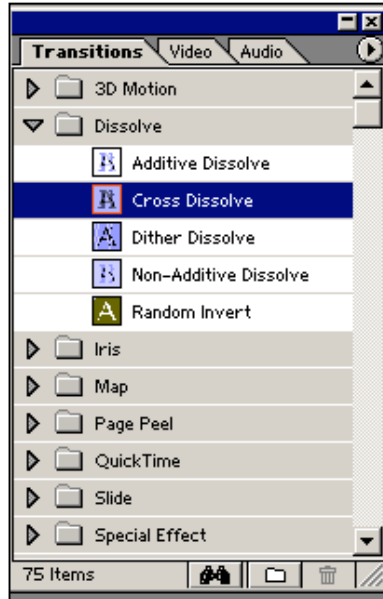 Transitions Video Audio
3D Motion
Dissolve
Additive Dissolve
Cross Dissolve
Dither Dissolve
Non-Additive Dissolve
Random Invert
Iris
Map
Page Peel
QuickTime
Slide
Special Effect
75 Items